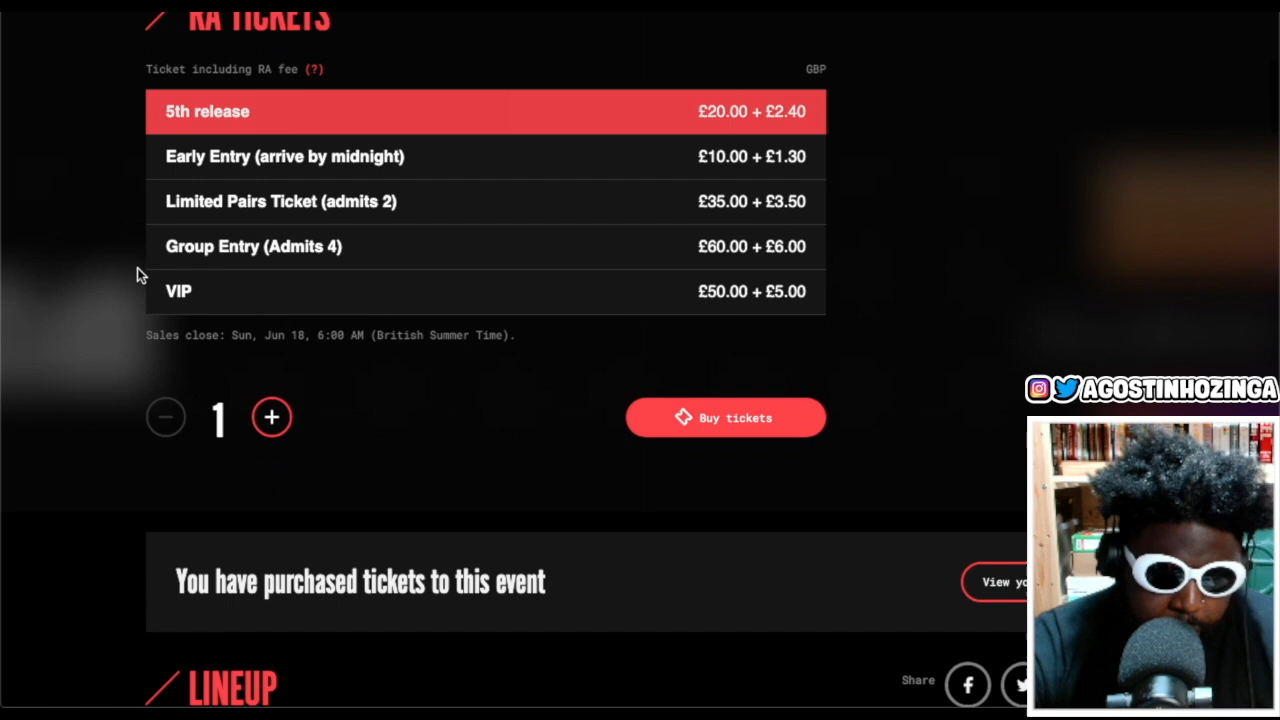 RA TICKETS
Ticket including RA fee (?) GBP
5th release £20.00 + £2.40
Early Entry (arrive by midnight) £10.00 + £1.30
Limited Pairs Ticket (admits 2) £35.00 + £3.50
Group Entry (Admits 4) £60.00 + £6.00
VIP £50.00 + £5.00
Sales close: Sun, Jun 18, 6:00 AM (British Summer Time).
1 Buy tickets
AGOSTINHOZINGA
You have purchased tickets to this event
View yo
LINEUP
Share